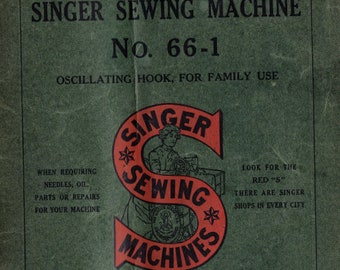 SINGER SEWING MACHINE
No. 66-1
OSCILLATING HOOK, FOR FAMILY USE
SINGER
SEWING
MACHINES
WHEN REQUIRING
NEEDLES, OIL,
PARTS OR REPAIRS
FOR YOUR MACHINE
LOOK FOR THE
RED "S."
THERE ARE SINGER
SHOPS IN EVERY CITY